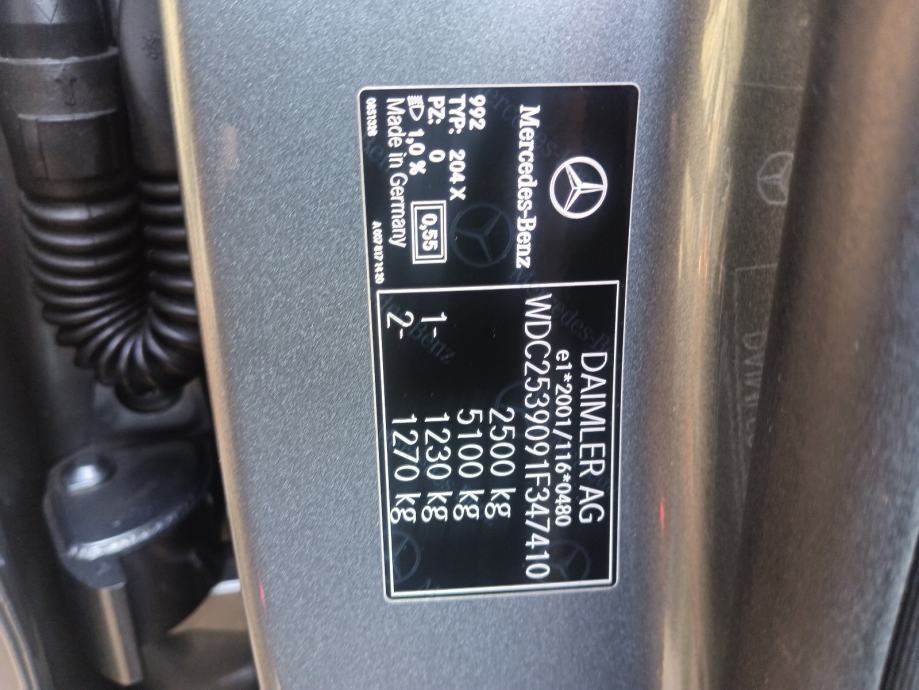 Mercedes-Benz
992
TYP: 204 X
PZ: 0 0,55
1,0 %
Made in Germany
DAIMLER AG
e1*2001/116*0480
WDC2539091F347410
2500 kg
5100 kg
1- 1230 kg
2- 1270 kg